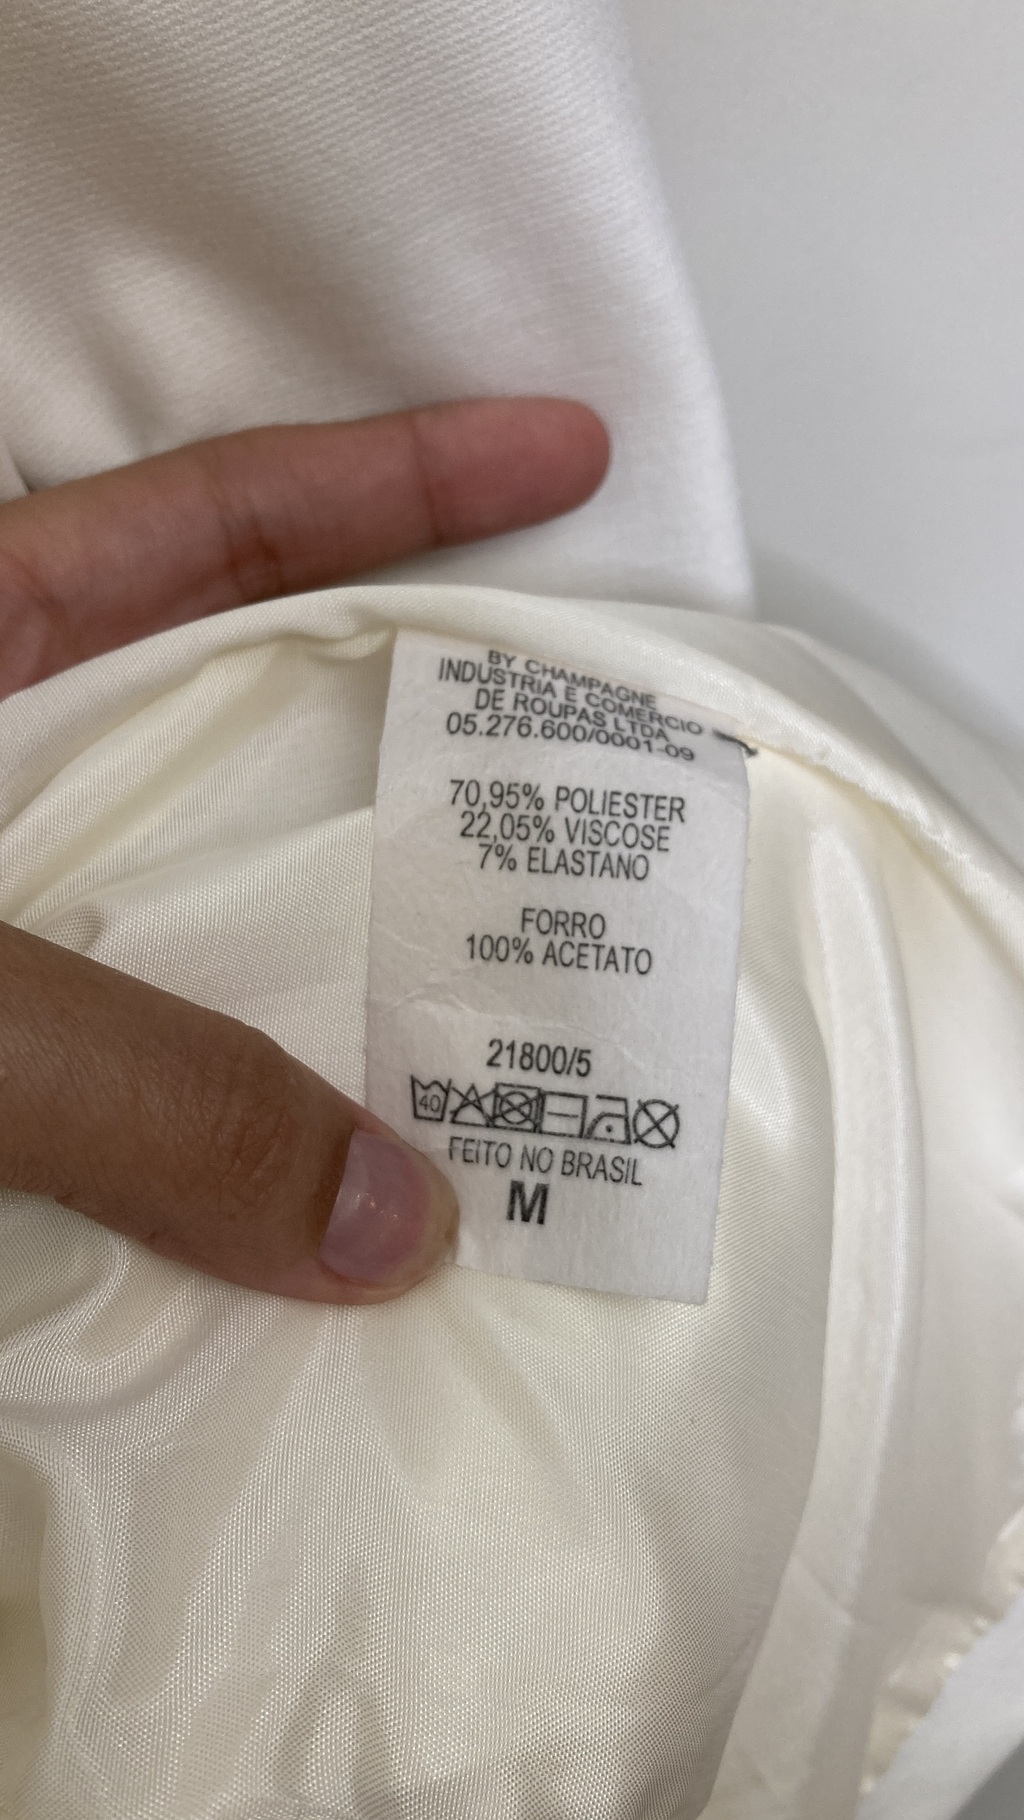 BY CHAMPAGNE
INDUSTRIA E COMERCIO
DE ROUPAS LTDA
05.276.600/0001-09
70,95% POLIESTER
22,05% VISCOSE
7% ELASTANO
FORRO
100% ACETATO
21800/5
40
FEITO NO BRASIL
M